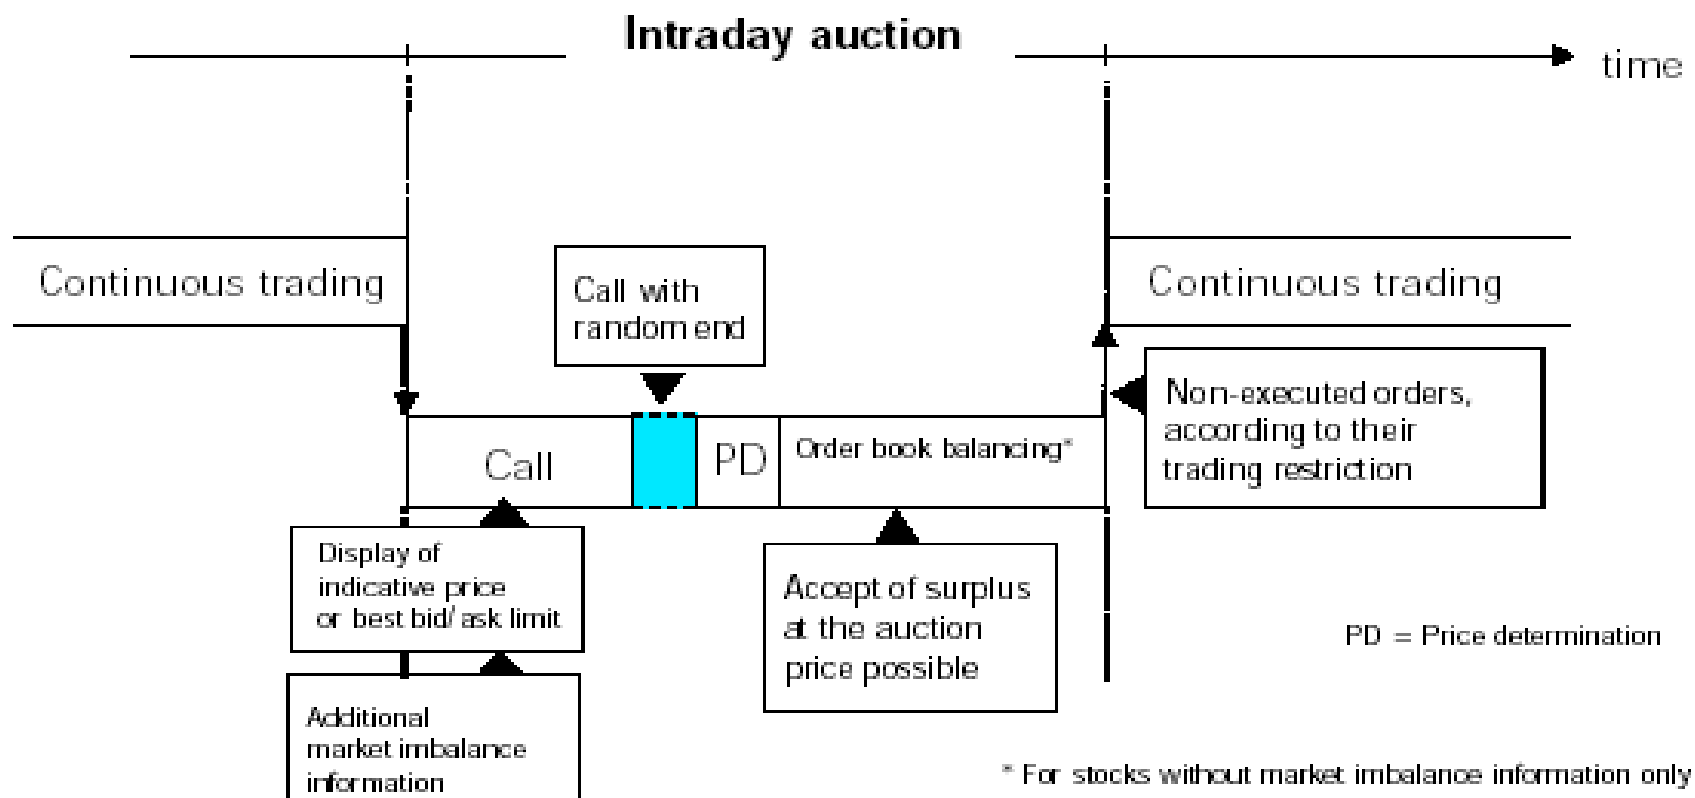 Intraday auction
time
Continuous trading
Continuous trading
Call with
random end
Non-executed orders,
according to their
trading restriction
Call
PD
Order book balancing*
Display of
indicative price
or best bid/ask limit
Accept of surplus
at the auction
price possible
PD = Price determination
Additional
market imbalance
information
* For stocks without market imbalance information only